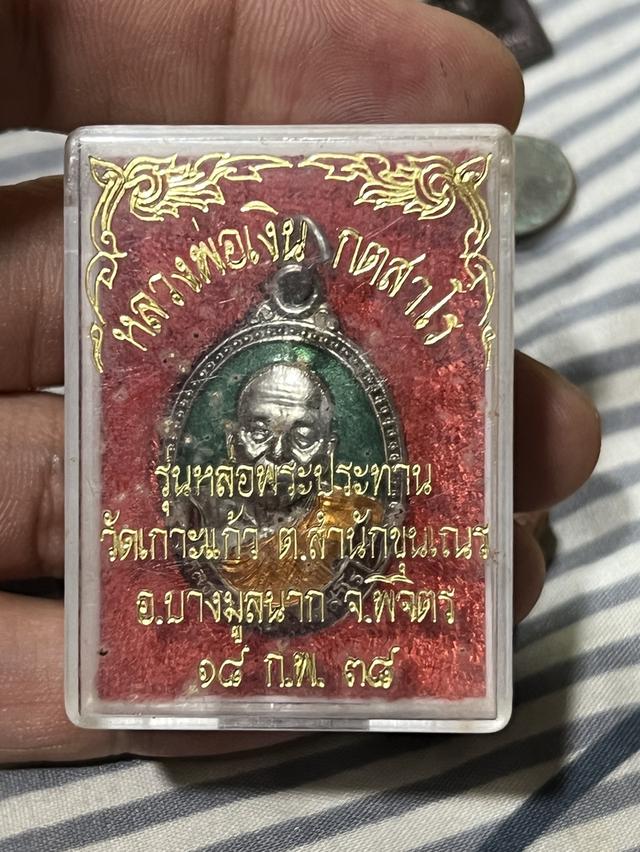 หลวงพ่อเงิน กตสาโร
รุ่นหล่อพระประทาน
วัดเกาะแก้ว ต.สำนักขุนเณร
อ.บางมูลนาก จ.พิจิตร
๑๘ ก.พ. ๓๘